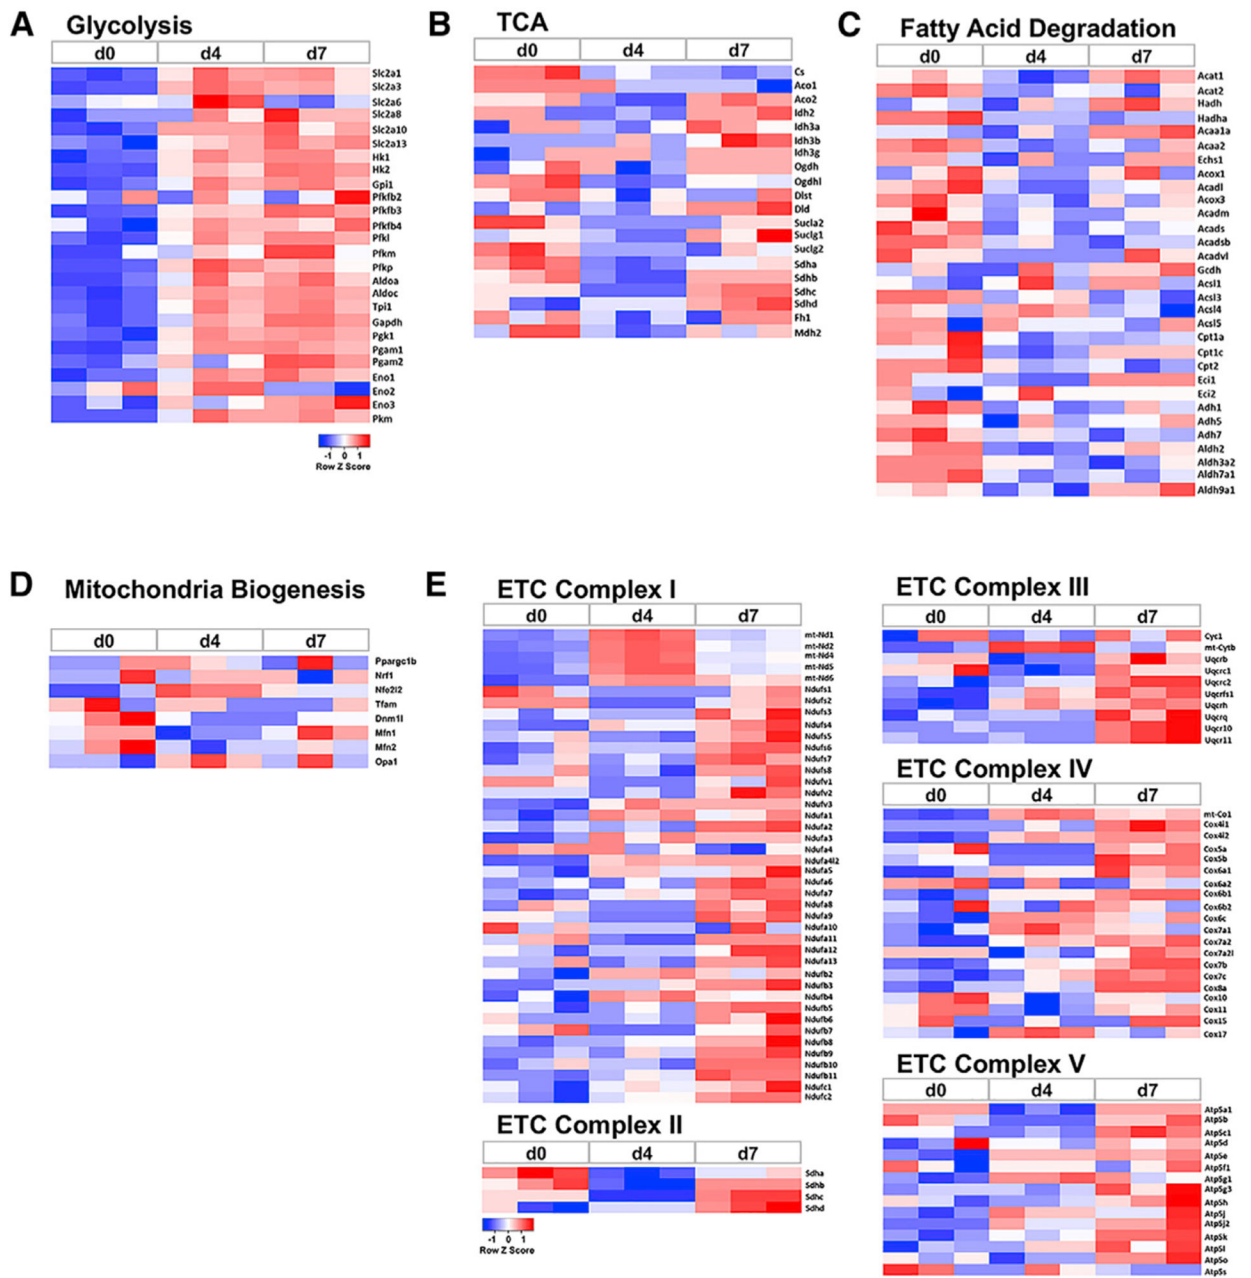 A Glycolysis
d0 d4 d7
Slc2a1
Slc2a3
Slc2a6
Slc2a8
Slc2a10
Slc2a13
Hk1
Hk2
Gpi1
Pfkfb2
Pfkfb3
Pfkfb4
Pfkl
Pfkm
Pfkp
Aldoa
Aldoc
Tpi1
Gapdh
Pgk1
Pgam1
Pgam2
Eno1
Eno2
Eno3
Pkm
-1 0 1
Row Z Score
B TCA
d0 d4 d7
Cs
Aco1
Aco2
Idh2
Idh3a
Idh3b
Idh3g
Ogdh
Ogdhl
Dlst
Dld
Sucla2
Suclg1
Suclg2
Sdha
Sdhb
Sdhc
Sdhd
Fh1
Mdh2
C Fatty Acid Degradation
d0 d4 d7
Acat1
Acat2
Hadh
Hadha
Acaa1a
Acaa2
Echs1
Acox1
Acadl
Acox3
Acadm
Acads
Acadsb
Acadvl
Gcdh
Acsl1
Acsl3
Acsl4
Acsl5
Cpt1a
Cpt1c
Cpt2
Eci1
Eci2
Adh1
Adh5
Adh7
Aldh2
Aldh3a2
Aldh7a1
Aldh9a1
D Mitochondria Biogenesis
d0 d4 d7
Ppargc1b
Nrf1
Nfe2l2
Tfam
Dnm1l
Mfn1
Mfn2
Opa1
E ETC Complex I
d0 d4 d7
mt-Nd1
mt-Nd2
mt-Nd4
mt-Nd5
mt-Nd6
Ndufs1
Ndufs2
Ndufs3
Ndufs4
Ndufs5
Ndufs6
Ndufs7
Ndufs8
Ndufv1
Ndufv2
Ndufv3
Ndufa1
Ndufa2
Ndufa3
Ndufa4
Ndufa4l2
Ndufa5
Ndufa6
Ndufa7
Ndufa8
Ndufa9
Ndufa10
Ndufa11
Ndufa12
Ndufa13
Ndufb2
Ndufb3
Ndufb4
Ndufb5
Ndufb6
Ndufb7
Ndufb8
Ndufb9
Ndufb10
Ndufb11
Ndufc1
Ndufc2
ETC Complex II
d0 d4 d7
Sdha
Sdhb
Sdhc
Sdhd
-1 0 1
Row Z Score
ETC Complex III
d0 d4 d7
Cyc1
mt-Cytb
Uqcrb
Uqcrc1
Uqcrc2
Uqcrfs1
Uqcrh
Uqcrq
Uqcr10
Uqcr11
ETC Complex IV
d0 d4 d7
mt-Co1
Cox4i1
Cox4i2
Cox5a
Cox5b
Cox6a1
Cox6a2
Cox6b1
Cox6b2
Cox6c
Cox7a1
Cox7a2
Cox7a2l
Cox7b
Cox7c
Cox8a
Cox10
Cox11
Cox15
Cox17
ETC Complex V
d0 d4 d7
Atp5a1
Atp5b
Atp5c1
Atp5d
Atp5e
Atp5f1
Atp5g1
Atp5g3
Atp5h
Atp5j
Atp5j2
Atp5k
Atp5l
Atp5o
Atp5s